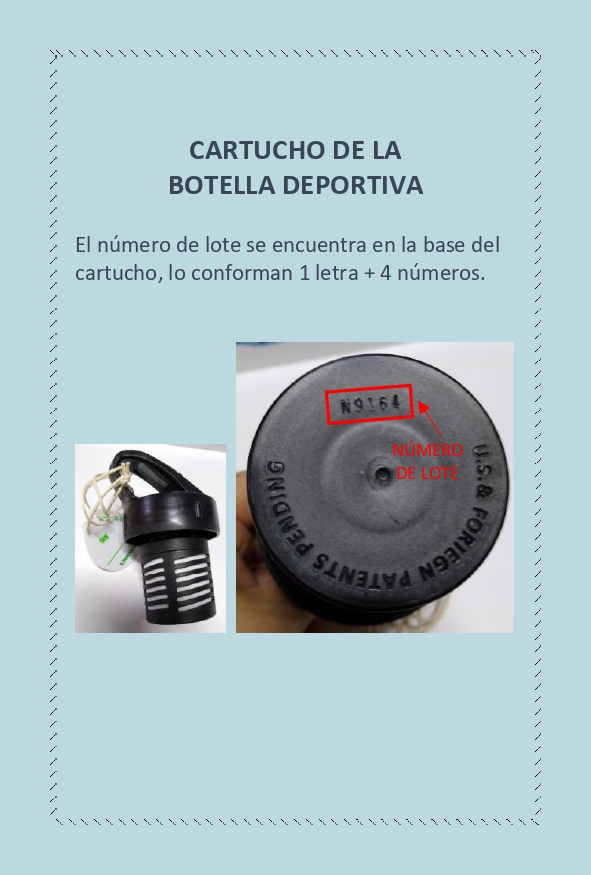 CARTUCHO DE LA
BOTELLA DEPORTIVA
El número de lote se encuentra en la base del
cartucho, lo conforman 1 letra + 4 números.
N9164
NÚMERO
DE LOTE
U.S.& FORIEGN PATENTS PENDING